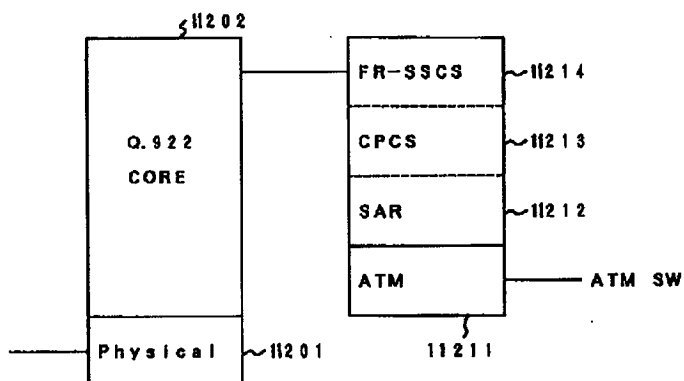 11202
FR-SSCS
11214
Q.922
CORE
CPCS
11213
SAR
11212
ATM
ATM SW
Physical
11201
11211